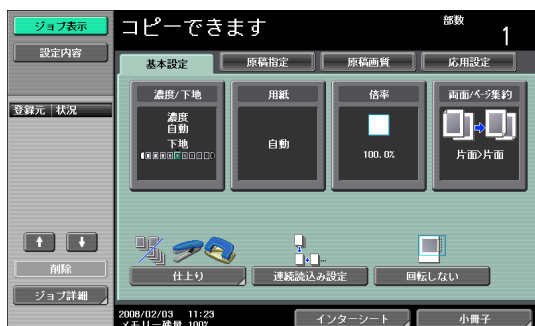 ジョブ表示
設定内容
登録元 状況
削除
ジョブ詳細
コピーできます
部数
1
基本設定
原稿指定
原稿画質
応用設定
濃度/下地
濃度
自動
下地
用紙
自動
倍率
100.0%
両面/ページ集約
片面>片面
仕上り
連続読込み設定
回転しない
2008/02/03 11:23
メモリー残量 100%
インターシート
小冊子